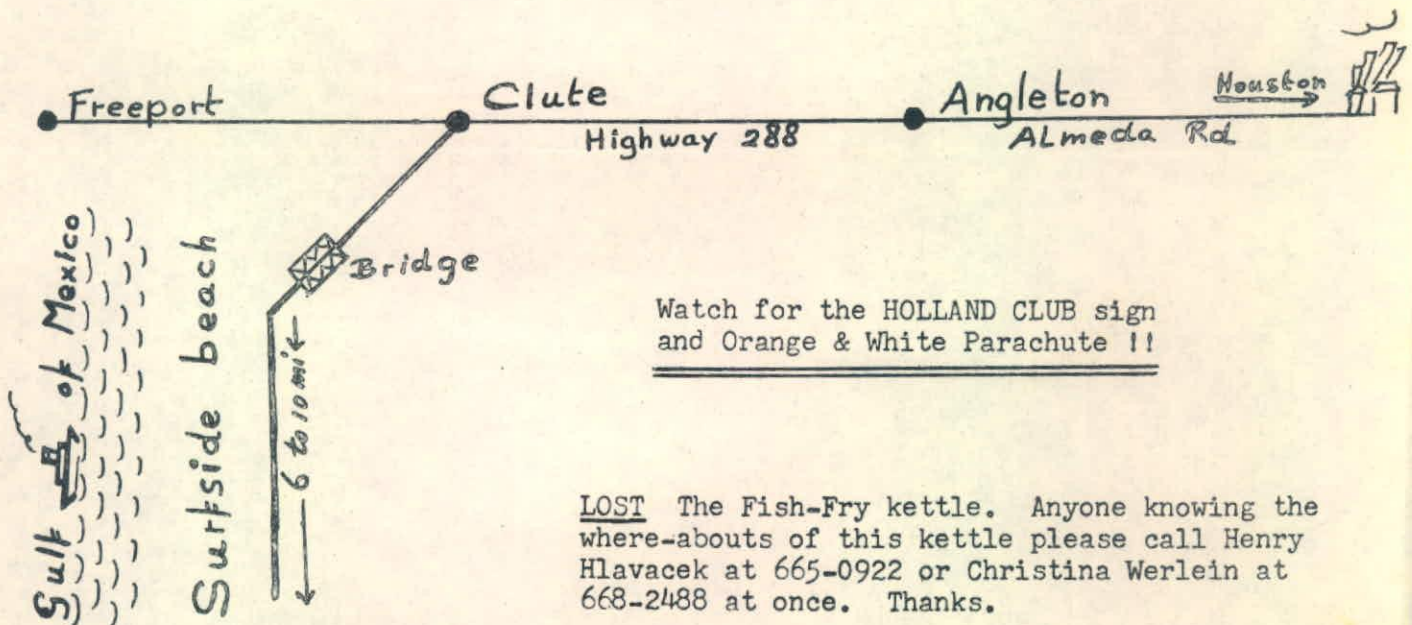 Freeport
Clute
Angleton
Houston
Highway 288
ALmeda Rd
Gulf of Mexico
Surfside beach
Bridge
6 to 10 mi
Watch for the HOLLAND CLUB sign
and Orange & White Parachute !!
LOST The Fish-Fry kettle. Anyone knowing the
where-abouts of this kettle please call Henry
Hlavacek at 665-0922 or Christina Werlein at
668-2488 at once. Thanks.